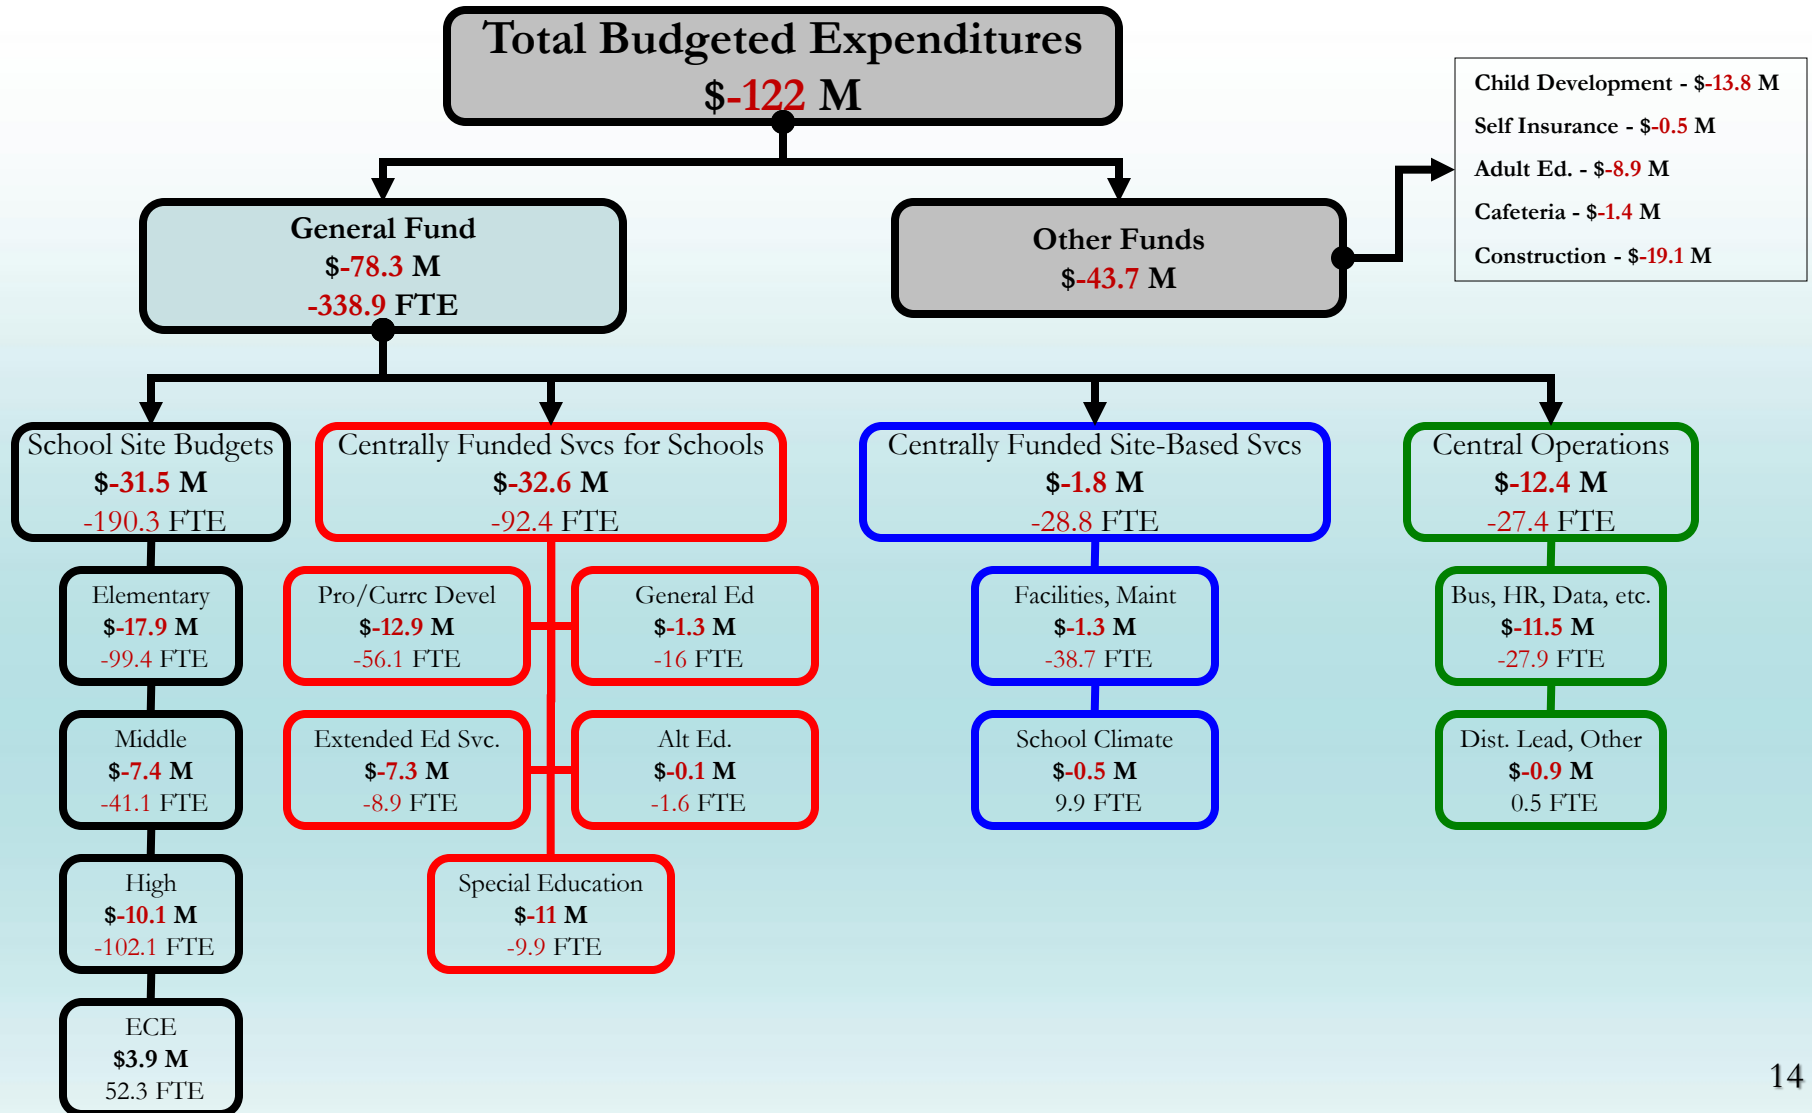 Total Budgeted Expenditures
$-122 M
Child Development - $-13.8 M
Self Insurance - $-0.5 M
Adult Ed. - $-8.9 M
Cafeteria - $-1.4 M
Construction - $-19.1 M
General Fund
$-78.3 M
-338.9 FTE
Other Funds
$-43.7 M
School Site Budgets
$-31.5 M
-190.3 FTE
Centrally Funded Svcs for Schools
$-32.6 M
-92.4 FTE
Centrally Funded Site-Based Svcs
$-1.8 M
-28.8 FTE
Central Operations
$-12.4 M
-27.4 FTE
Elementary
$-17.9 M
-99.4 FTE
Pro/Currc Devel
$-12.9 M
-56.1 FTE
General Ed
$-1.3 M
-16 FTE
Facilities, Maint
$-1.3 M
-38.7 FTE
Bus, HR, Data, etc.
$-11.5 M
-27.9 FTE
Middle
$-7.4 M
-41.1 FTE
Extended Ed Svc.
$-7.3 M
-8.9 FTE
Alt Ed.
$-0.1 M
-1.6 FTE
School Climate
$-0.5 M
9.9 FTE
Dist. Lead, Other
$-0.9 M
0.5 FTE
High
$-10.1 M
-102.1 FTE
Special Education
$-11 M
-9.9 FTE
ECE
$3.9 M
52.3 FTE
14